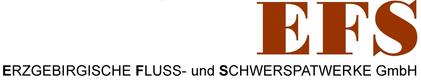 EFS
ERZGEBIRGISCHE FLUSS- und SCHWERSPATWERKE GmbH